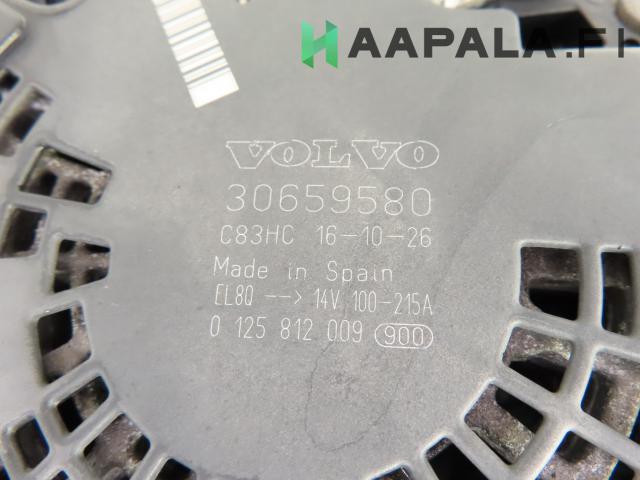 HAAPALA.FI
VOLVO
30659580
C83HC 16-10-26
Made in Spain
EL8Q --> 14V 100-215A
0 125 812 009 900